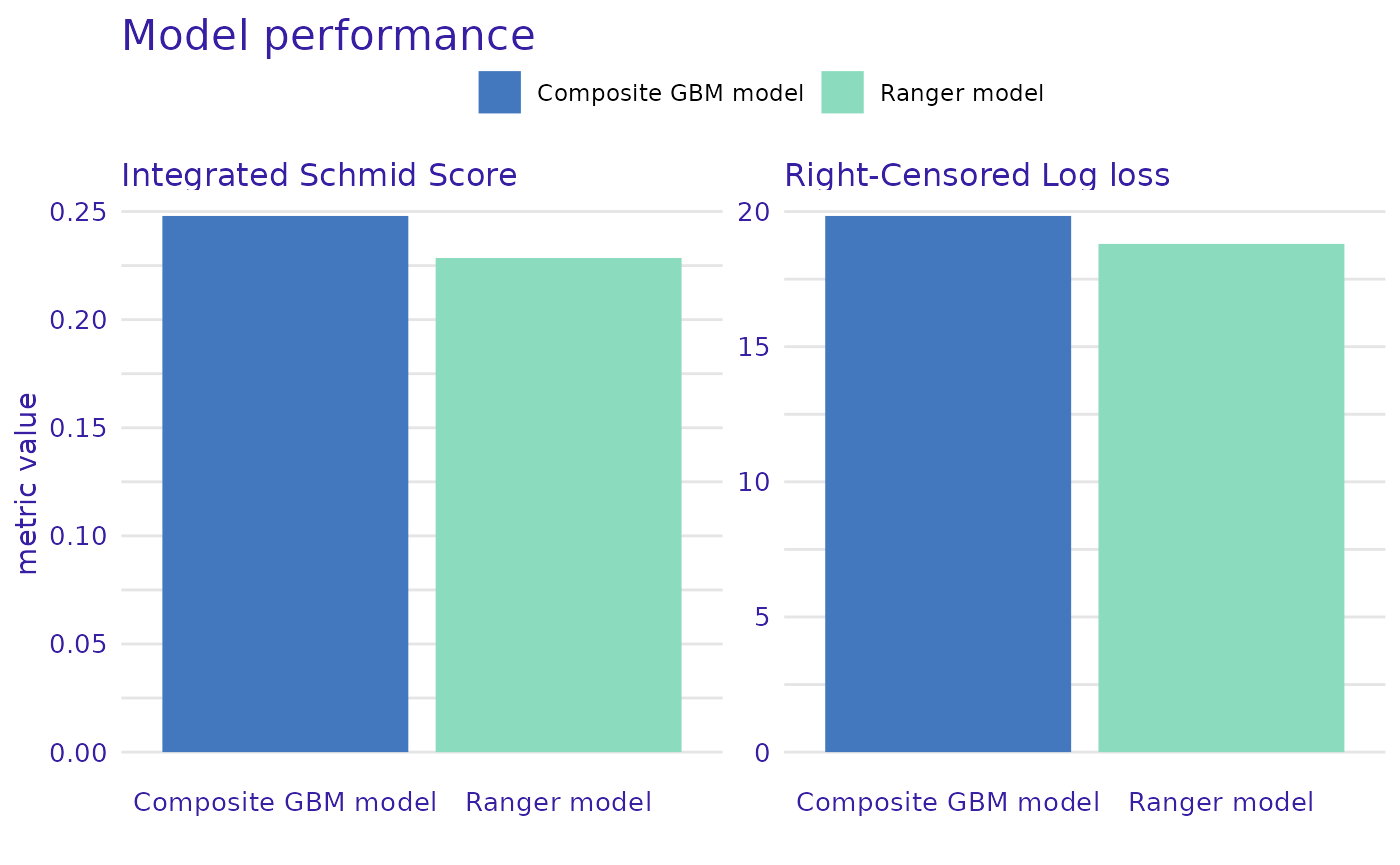 Model performance
Composite GBM model Ranger model
Integrated Schmid Score
0.25
0.20
0.15
0.10
0.05
0.00
metric value
Composite GBM model Ranger model
Right-Censored Log loss
20
15
10
5
0
Composite GBM model Ranger model